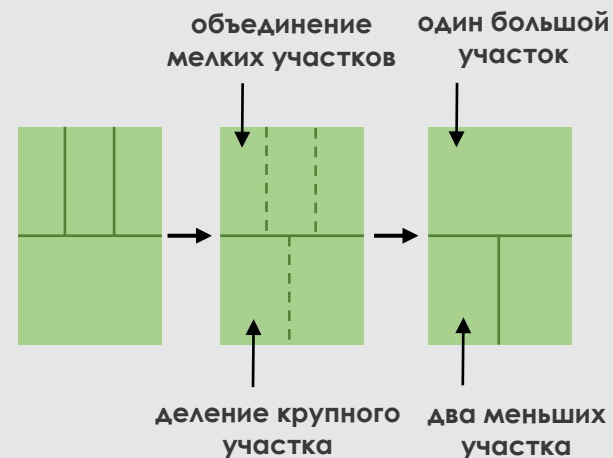 объединение
мелких участков
один большой
участок
деление крупного
участка
два меньших
участка